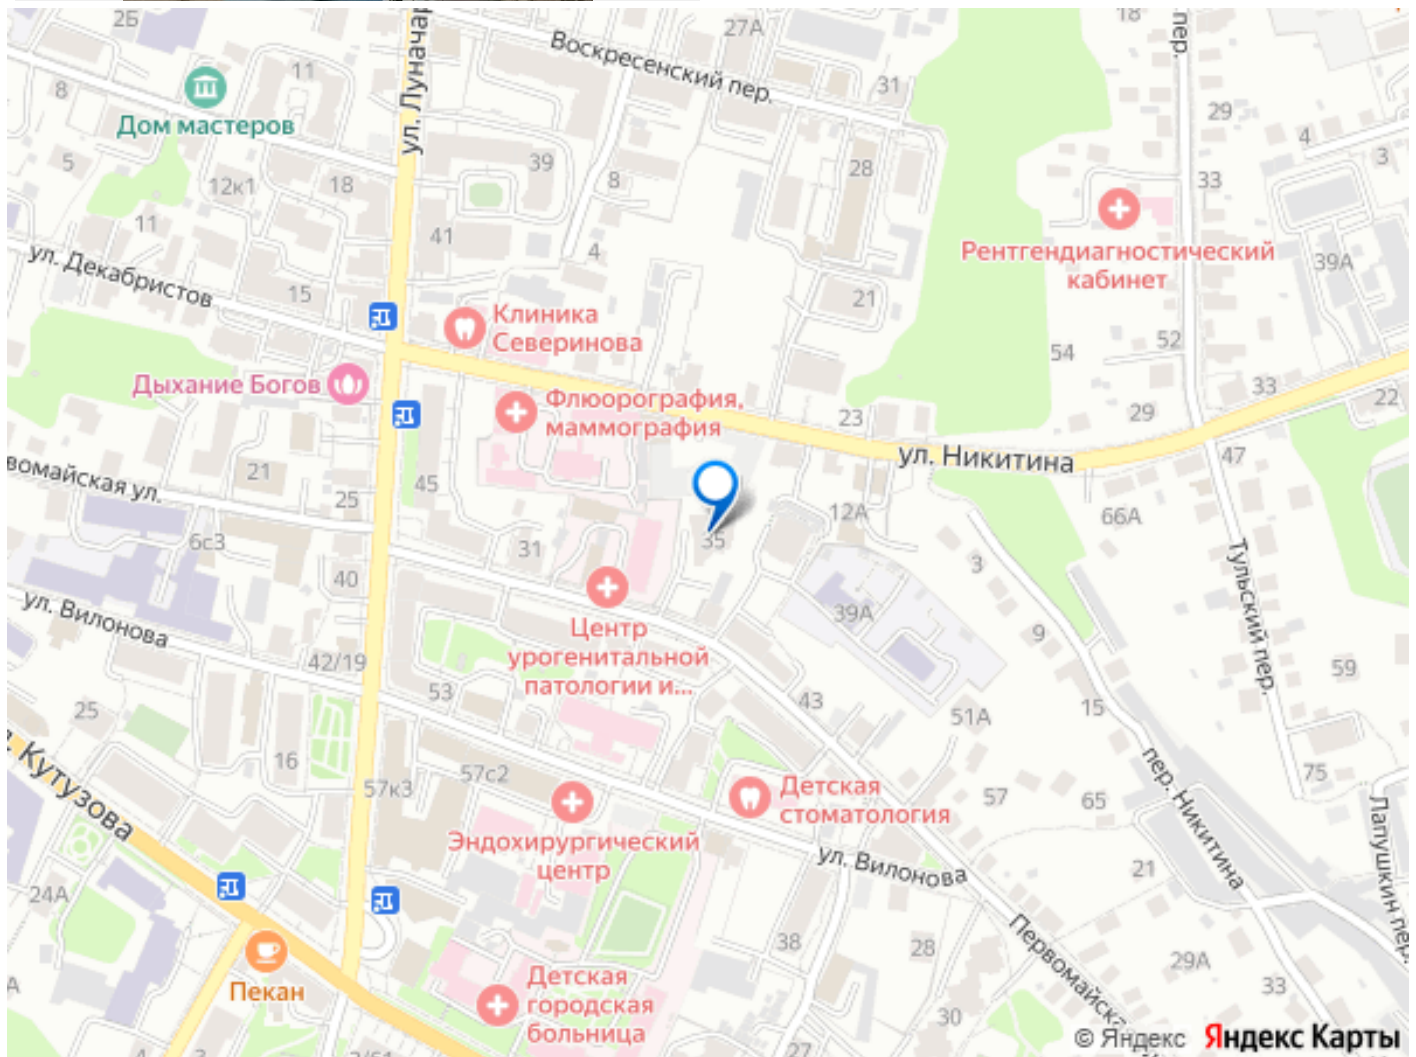 2Б
27А
18
пер.
ул. Луначар
Воскресенский пер.
11
8
31
29
Дом мастеров
4
3
5
39
28
12к1
18
8
33
11
41
4
Рентгендиагностический
кабинет
39А
ул. Декабристов
15
21
Клиника
Северинова
52
54
Дыхание Богов
33
22
Флюорография,
маммография
23
29
ул. Никитина
47
вомайская ул.
21
45
25
12А
66А
6с3
31
35
3
Тульский пер.
40
ул. Вилонова
39А
Центр
урогенитальной
патологии и...
9
42/19
53
59
25
43
51А
15
16
57к3
57с2
Детская
стоматология
57
65
75
. Кутузова
Эндохирургический
центр
ул. Вилонова
21
пер. Никитина
Лапушкин пер.
24А
38
28
Первомайска
29А
Пекан
Детская
городская
больница
33
А
30
4
3/61
27
© Яндекс Яндекс Карты